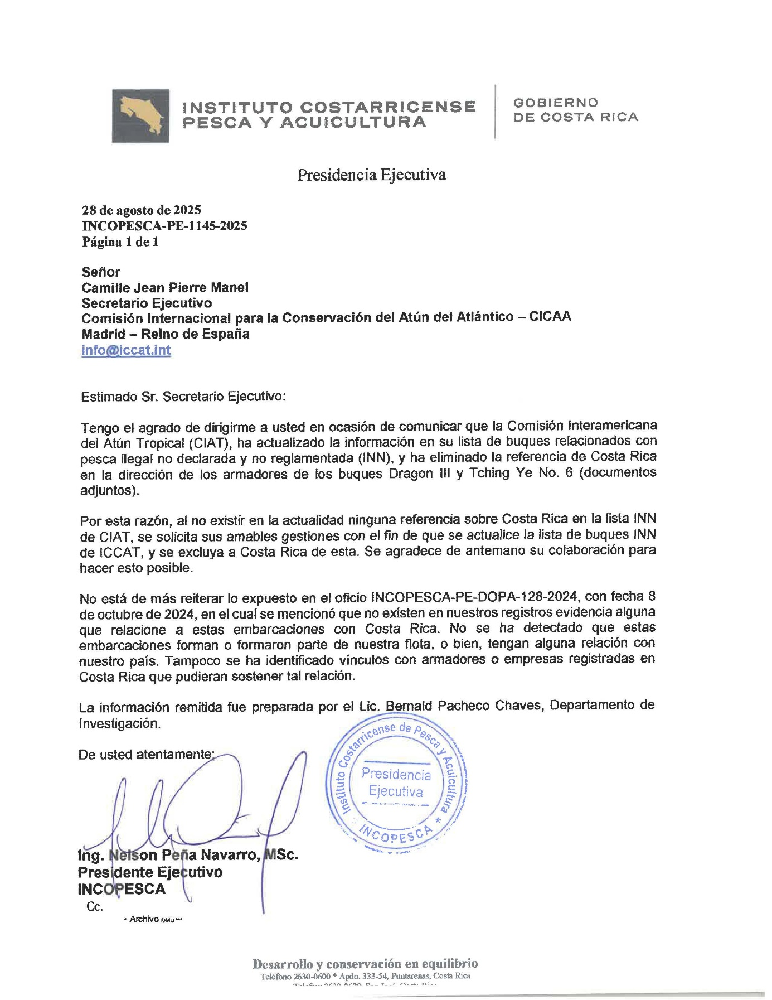 INSTITUTO COSTARRICENSE
PESCA Y ACUICULTURA
GOBIERNO
DE COSTA RICA
Presidencia Ejecutiva
28 de agosto de 2025
INCOPESCA-PE-1145-2025
Página 1 de 1
Señor
Camille Jean Pierre Manel
Secretario Ejecutivo
Comisión Internacional para la Conservación del Atún del Atlántico – CICAA
Madrid – Reino de España
info@iccat.int
Estimado Sr. Secretario Ejecutivo:
Tengo el agrado de dirigirme a usted en ocasión de comunicar que la Comisión Interamericana
del Atún Tropical (CIAT), ha actualizado la información en su lista de buques relacionados con
pesca ilegal no declarada y no reglamentada (INN), y ha eliminado la referencia de Costa Rica
en la dirección de los armadores de los buques Dragon III y Tching Ye No. 6 (documentos
adjuntos).
Por esta razón, al no existir en la actualidad ninguna referencia sobre Costa Rica en la lista INN
de CIAT, se solicita sus amables gestiones con el fin de que se actualice la lista de buques INN
de ICCAT, y se excluya a Costa Rica de esta. Se agradece de antemano su colaboración para
hacer esto posible.
No está de más reiterar lo expuesto en el oficio INCOPESCA-PE-DOPA-128-2024, con fecha 8
de octubre de 2024, en el cual se mencionó que no existen en nuestros registros evidencia alguna
que relacione a estas embarcaciones con Costa Rica. No se ha detectado que estas
embarcaciones forman o formaron parte de nuestra flota, o bien, tengan alguna relación con
nuestro país. Tampoco se ha identificado vínculos con armadores o empresas registradas en
Costa Rica que pudieran sostener tal relación.
La información remitida fue preparada por el Lic. Bernald Pacheco Chaves, Departamento de
Investigación.
De usted atentamente;
Instituto Costarricense de Pesca y Acuicultura
Presidencia
Ejecutiva
* INCOPESCA *
Ing. Nelson Peña Navarro, MSc.
Presidente Ejecutivo
INCOPESCA
Cc.
• Archivo DMU ***
Desarrollo y conservación en equilibrio
Teléfono 2630-0600 * Apdo. 333-54, Puntarenas, Costa Rica